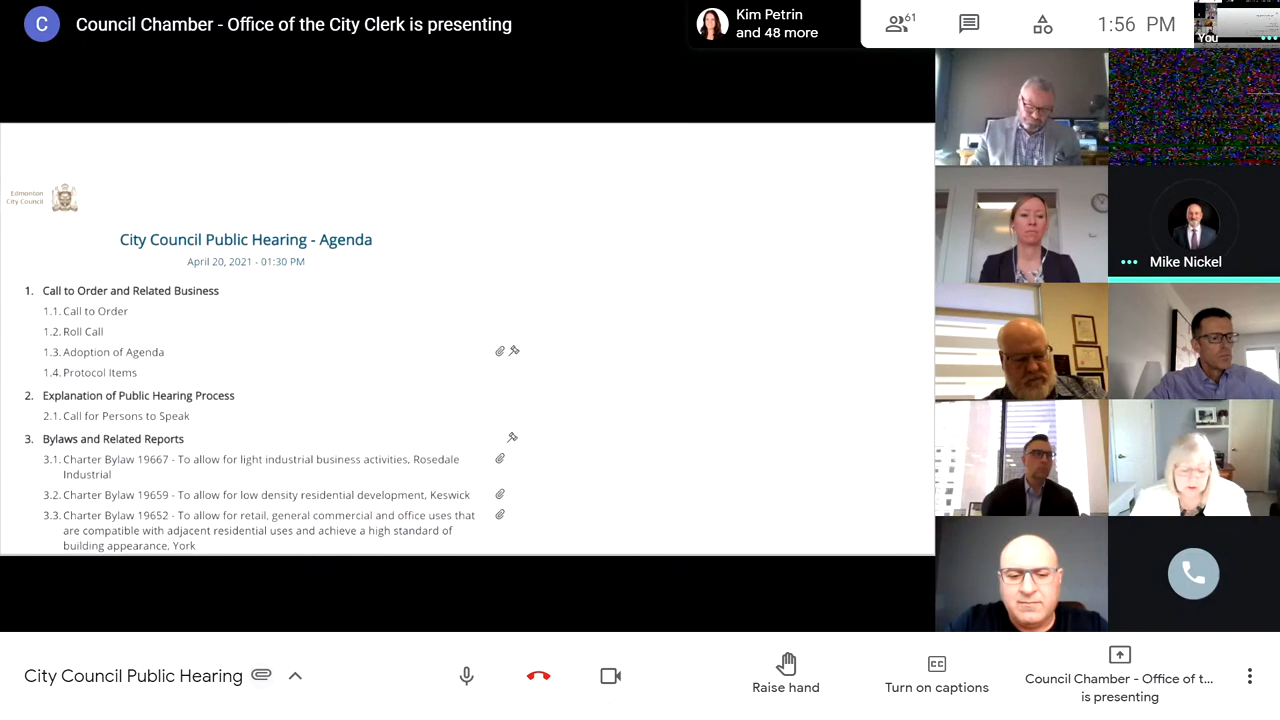 C
Council Chamber - Office of the City Clerk is presenting
Kim Petrin
and 48 more
61
1:56 PM
You
Edmonton
City Council
City Council Public Hearing - Agenda
April 20, 2021 - 01:30 PM
1. Call to Order and Related Business
1.1. Call to Order
1.2. Roll Call
1.3. Adoption of Agenda
1.4. Protocol Items
2. Explanation of Public Hearing Process
2.1. Call for Persons to Speak
3. Bylaws and Related Reports
3.1. Charter Bylaw 19667 - To allow for light industrial business activities, Rosedale
Industrial
3.2. Charter Bylaw 19659 - To allow for low density residential development, Keswick
3.3. Charter Bylaw 19652 - To allow for retail, general commercial and office uses that
are compatible with adjacent residential uses and achieve a high standard of
building appearance, York
Mike Nickel
City Council Public Hearing
Raise hand
CC
Turn on captions
Council Chamber - Office of t...
is presenting